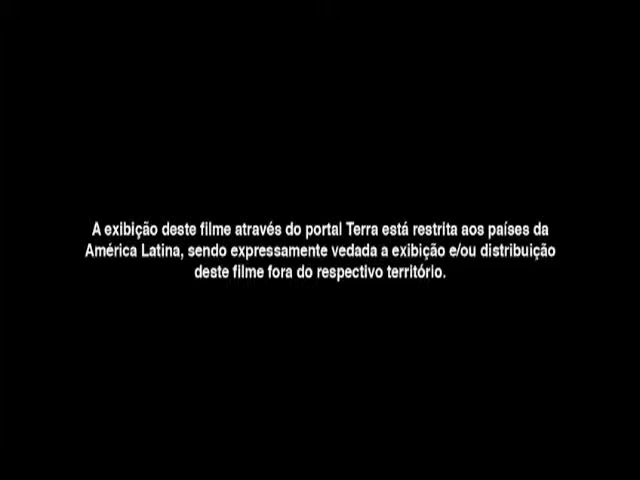 A exibição deste filme através do portal Terra está restrita aos países da
América Latina, sendo expressamente vedada a exibição e/ou distribuição
deste filme fora do respectivo território.